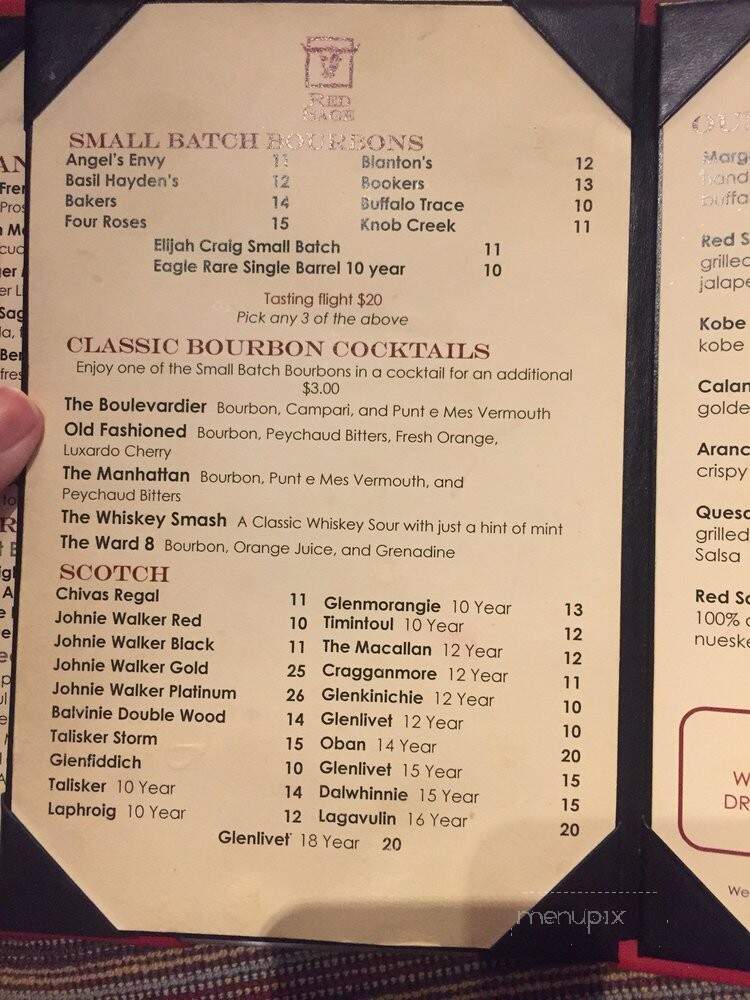 RED
SAGE
SMALL BATCH BOURBONS
Angel's Envy 11 Blanton's 12
Basil Hayden's 12 Bookers 13
Bakers 14 Buffalo Trace 10
Four Roses 15 Knob Creek 11
Elijah Craig Small Batch 11
Eagle Rare Single Barrel 10 year 10
Tasting flight $20
Pick any 3 of the above
CLASSIC BOURBON COCKTAILS
Enjoy one of the Small Batch Bourbons in a cocktail for an additional
$3.00
The Boulevardier Bourbon, Campari, and Punt e Mes Vermouth
Old Fashioned Bourbon, Peychaud Bitters, Fresh Orange,
Luxardo Cherry
The Manhattan Bourbon, Punt e Mes Vermouth, and
Peychaud Bitters
The Whiskey Smash A Classic Whiskey Sour with just a hint of mint
The Ward 8 Bourbon, Orange Juice, and Grenadine
SCOTCH
Chivas Regal 11 Glenmorangie 10 Year 13
Johnie Walker Red 10 Timintoul 10 Year 12
Johnie Walker Black 11 The Macallan 12 Year 12
Johnie Walker Gold 25 Cragganmore 12 Year 11
Johnie Walker Platinum 26 Glenkinichie 12 Year 10
Balvinie Double Wood 14 Glenlivet 12 Year 10
Talisker Storm 15 Oban 14 Year 20
Glenfiddich 10 Glenlivet 15 Year 15
Talisker 10 Year 14 Dalwhinnie 15 Year 15
Laphroig 10 Year 12 Lagavulin 16 Year 20
Glenlivet 18 Year 20
Red S
grilled
jalape
Kobe
kobe
Calan
golde
Aranc
crispy
Quesa
grilled
Salsa
Red Sa
100%
nueske
W
DR
We
menupix